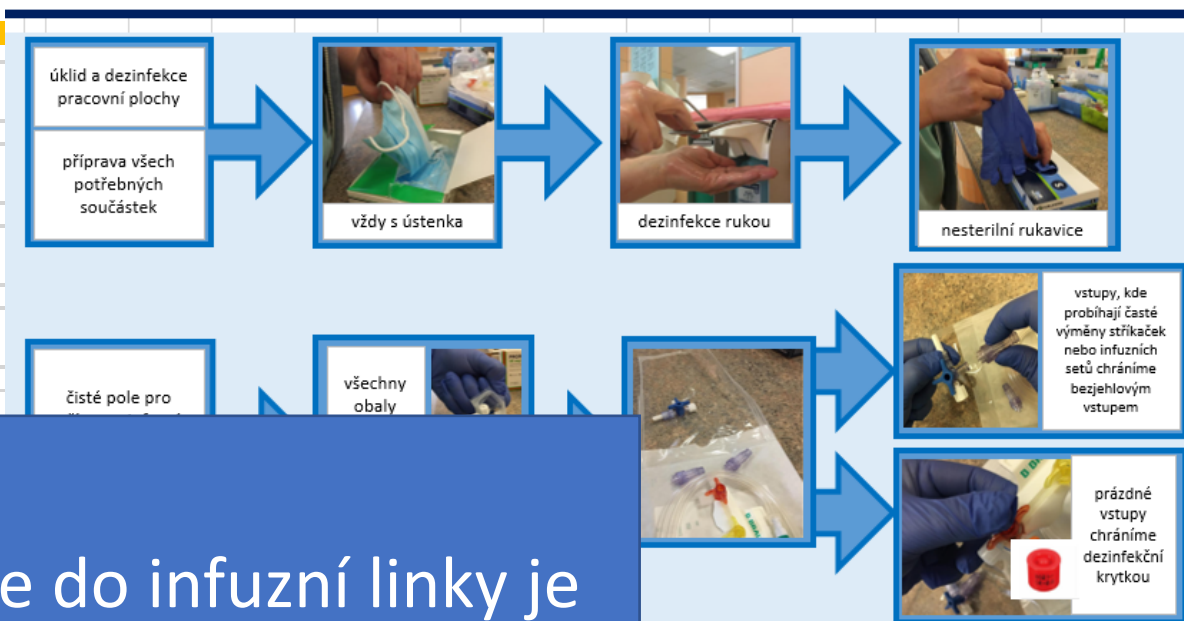 úklid a dezinfekce
pracovní plochy
příprava všech
potřebných
součástek
vždy s ústenka
dezinfekce rukou
nesterilní rukavice
čisté pole pro
všechny
obaly
vstupy, kde
probíhají časté
výměny stříkaček
nebo infuzních
setů chráníme
bezjehlovým
vstupem
prázdné
vstupy
chráníme
dezinfekční
krytkou
e do infuzní linky je